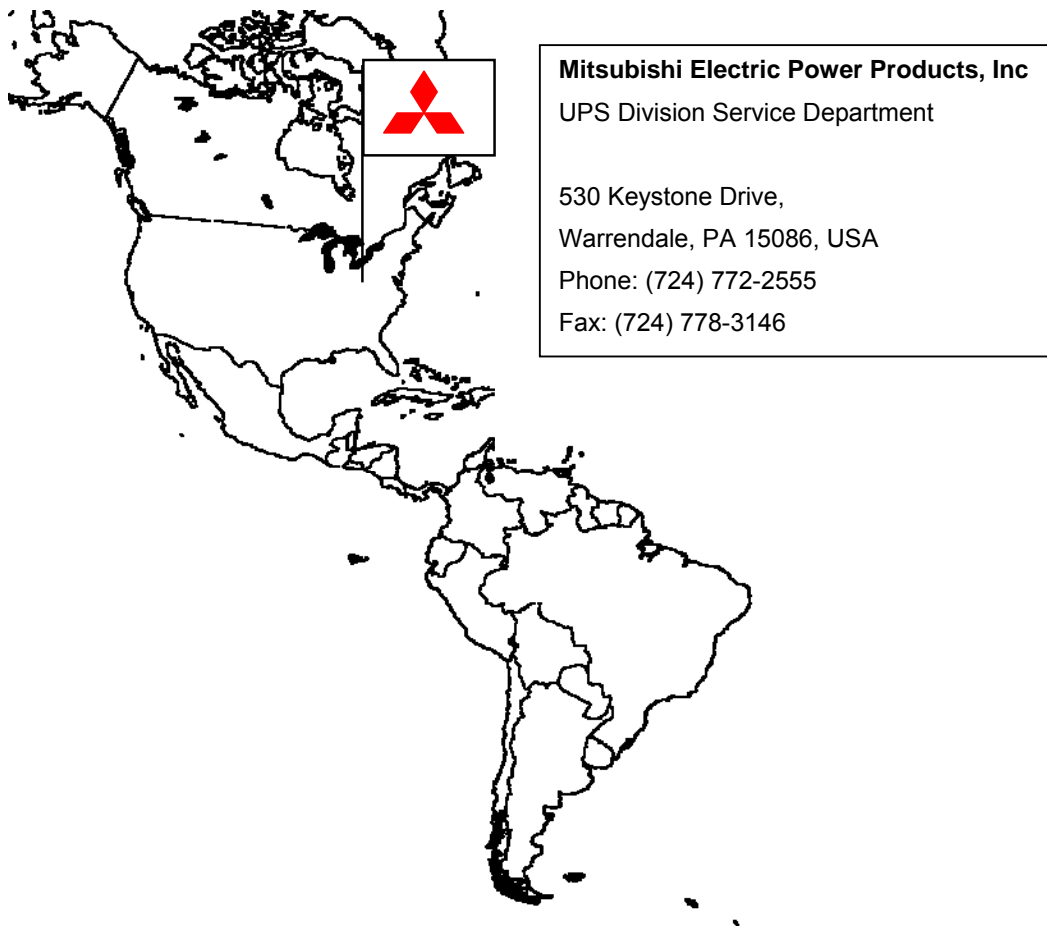 Mitsubishi Electric Power Products, Inc
UPS Division Service Department
530 Keystone Drive,
Warrendale, PA 15086, USA
Phone: (724) 772-2555
Fax: (724) 778-3146